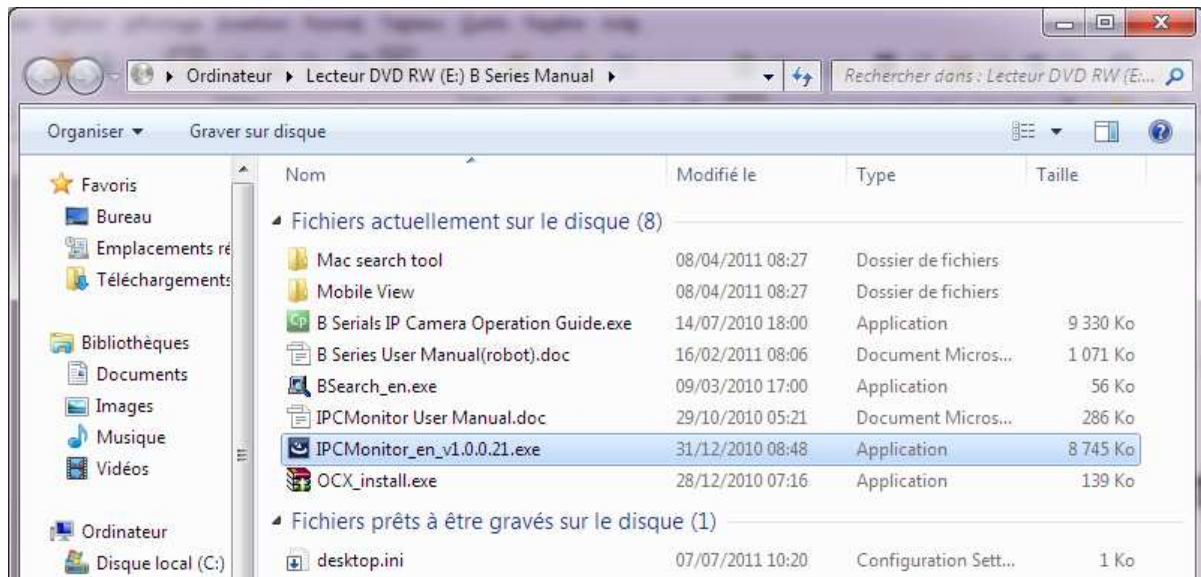 Ordinateur ▸ Lecteur DVD RW (E:) B Series Manual ▸
Rechercher dans : Lecteur DVD RW (E:...
Organiser Graver sur disque
Favoris
Bureau
Emplacements ré
Téléchargements
Bibliothèques
Documents
Images
Musique
Vidéos
Ordinateur
Disque local (C:)
Nom Modifié le Type Taille
Fichiers actuellement sur le disque (8)
Mac search tool 08/04/2011 08:27 Dossier de fichiers
Mobile View 08/04/2011 08:27 Dossier de fichiers
B Serials IP Camera Operation Guide.exe 14/07/2010 18:00 Application 9 330 Ko
B Series User Manual(robot).doc 16/02/2011 08:06 Document Micros... 1 071 Ko
BSearch_en.exe 09/03/2010 17:00 Application 56 Ko
IPCMonitor User Manual.doc 29/10/2010 05:21 Document Micros... 286 Ko
IPCMonitor_en_v1.0.0.21.exe 31/12/2010 08:48 Application 8 745 Ko
OCX_install.exe 28/12/2010 07:16 Application 139 Ko
Fichiers prêts à être gravés sur le disque (1)
desktop.ini 07/07/2011 10:20 Configuration Sett... 1 Ko